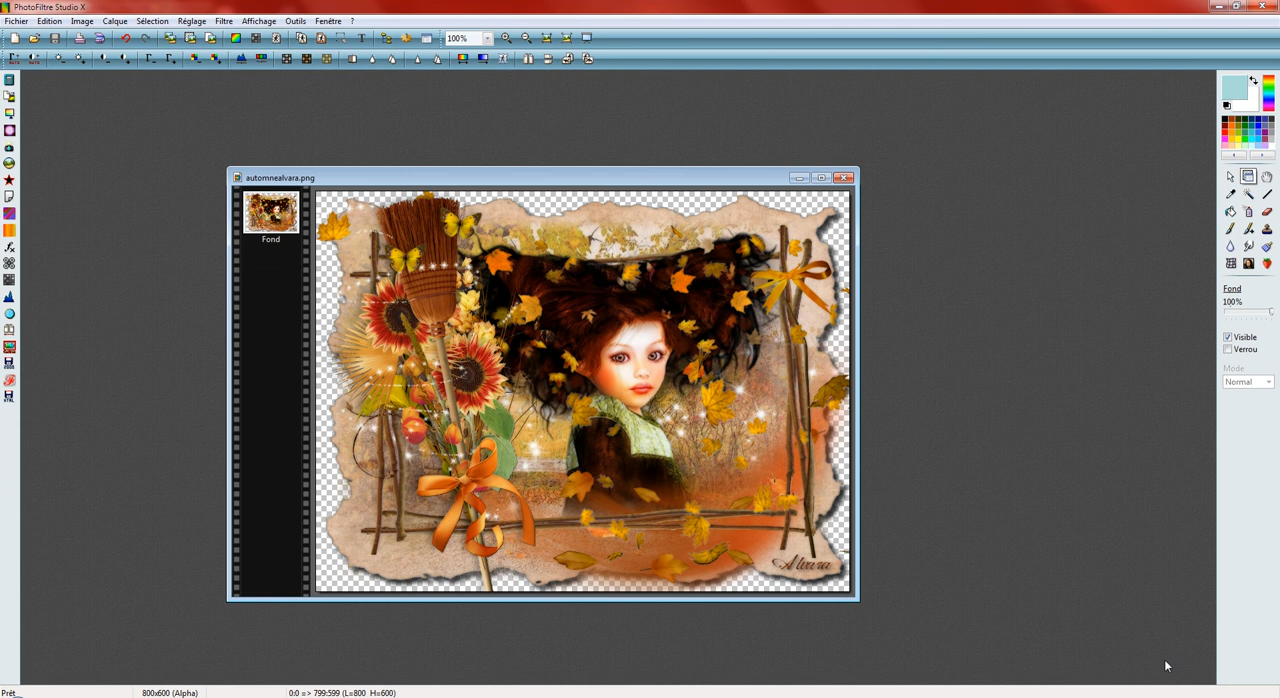 PhotoFiltre Studio X
Fichier Edition Image Calque Sélection Réglage Filtre Affichage Outils Fenêtre ?
100%
automnealvara.png
Fond
Alvara
Fond
100%
Visible
Verrou
Mode
Normal
Prêt 800x600 (Alpha) 0:0 => 799:599 (L=800 H=600)